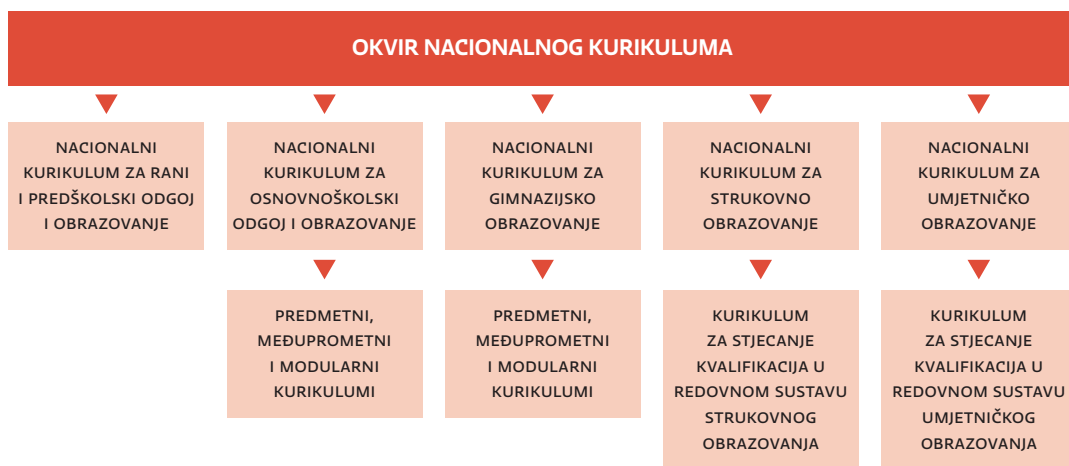 OKVIR NACIONALNOG KURIKULUMA
NACIONALNI
KURIKULUM ZA RANI
I PREDŠKOLSKI ODGOJ
I OBRAZOVANJE
NACIONALNI
KURIKULUM ZA
OSNOVNOŠKOLSKI
ODGOJ I OBRAZOVANJE
NACIONALNI
KURIKULUM ZA
GIMNAZIJSKO
OBRAZOVANJE
NACIONALNI
KURIKULUM ZA
STRUKOVNO
OBRAZOVANJE
NACIONALNI
KURIKULUM ZA
UMJETNIČKO
OBRAZOVANJE
PREDMETNI,
MEĐUPROMETNI
I MODULARNI
KURIKULUMI
PREDMETNI,
MEĐUPROMETNI
I MODULARNI
KURIKULUMI
KURIKULUM
ZA STJECANJE
KVALIFIKACIJA U
REDOVNOM SUSTAVU
STRUKOVNOG
OBRAZOVANJA
KURIKULUM
ZA STJECANJE
KVALIFIKACIJA U
REDOVNOM SUSTAVU
UMJETNIČKOG
OBRAZOVANJA